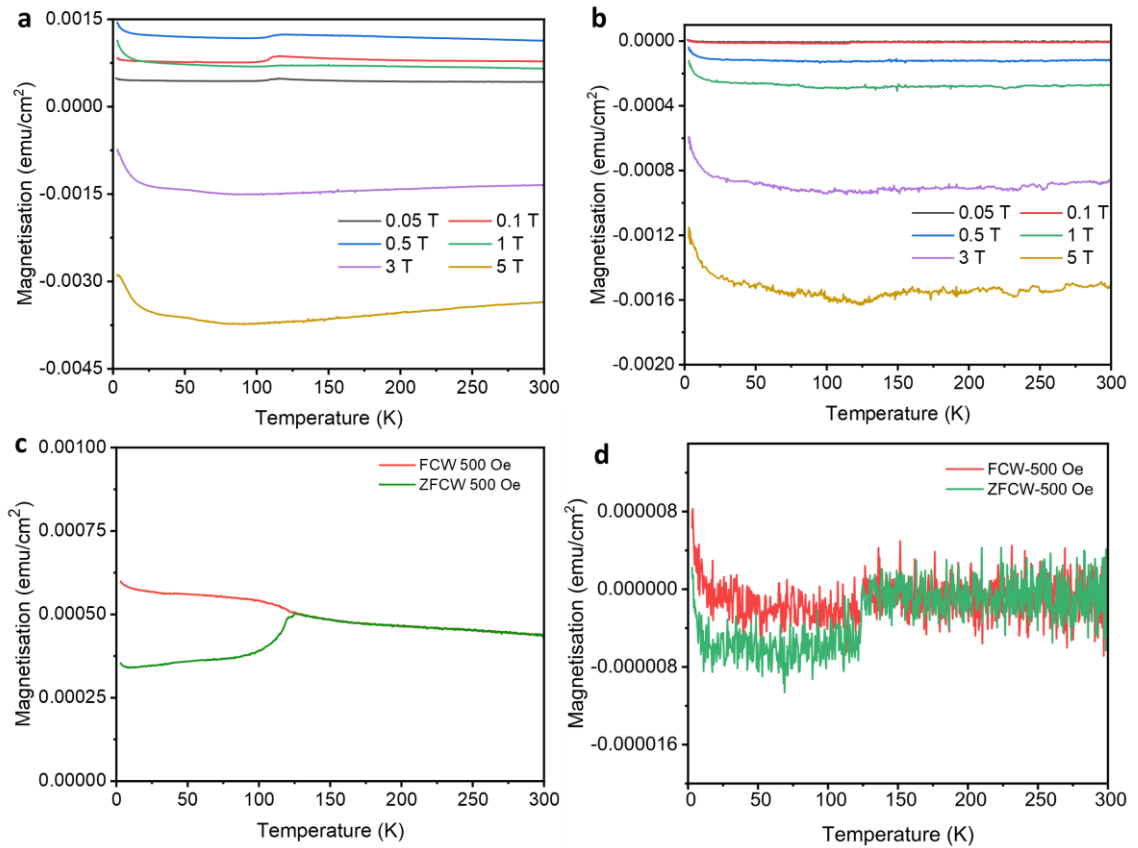 a
0.0015
0.0000
-0.0015
-0.0030
-0.0045
Magnetisation (emu/cm²)
0.05 T 0.1 T
0.5 T 1 T
3 T 5 T
0 50 100 150 200 250 300
Temperature (K)
b
0.0000
-0.0004
-0.0008
-0.0012
-0.0016
-0.0020
Magnetisation (emu/cm²)
0.05 T 0.1 T
0.5 T 1 T
3 T 5 T
0 50 100 150 200 250 300
Temperature (K)
c
0.00100
0.00075
0.00050
0.00025
0.00000
Magnetisation (emu/cm²)
FCW 500 Oe
ZFCW 500 Oe
0 50 100 150 200 250 300
Temperature (K)
d
0.000008
0.000000
-0.000008
-0.000016
Magnetisation (emu/cm²)
FCW-500 Oe
ZFCW-500 Oe
0 50 100 150 200 250 300
Temperature (K)